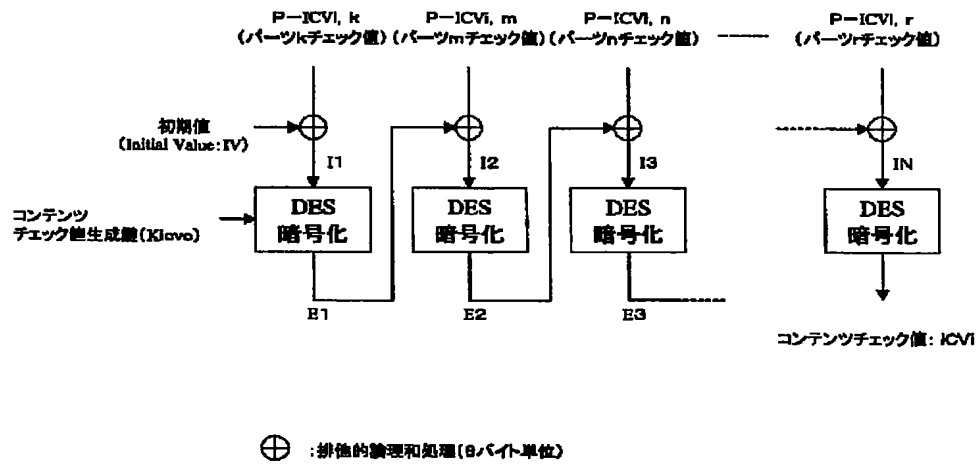 P－ICVi, k P－ICVi, m P－ICVi, n P－ICVi, r
(パーツkチェック値) (パーツmチェック値) (パーツnチェック値) (パーツrチェック値)
初期値
(Initial Value:IV)
I1 I2 I3 IN
DES DES DES DES
暗号化 暗号化 暗号化 暗号化
コンテンツ
チェック値生成鍵(Kicvc)
E1 E2 E3
コンテンツチェック値: ICVi
:排他的論理和処理(8バイト単位)